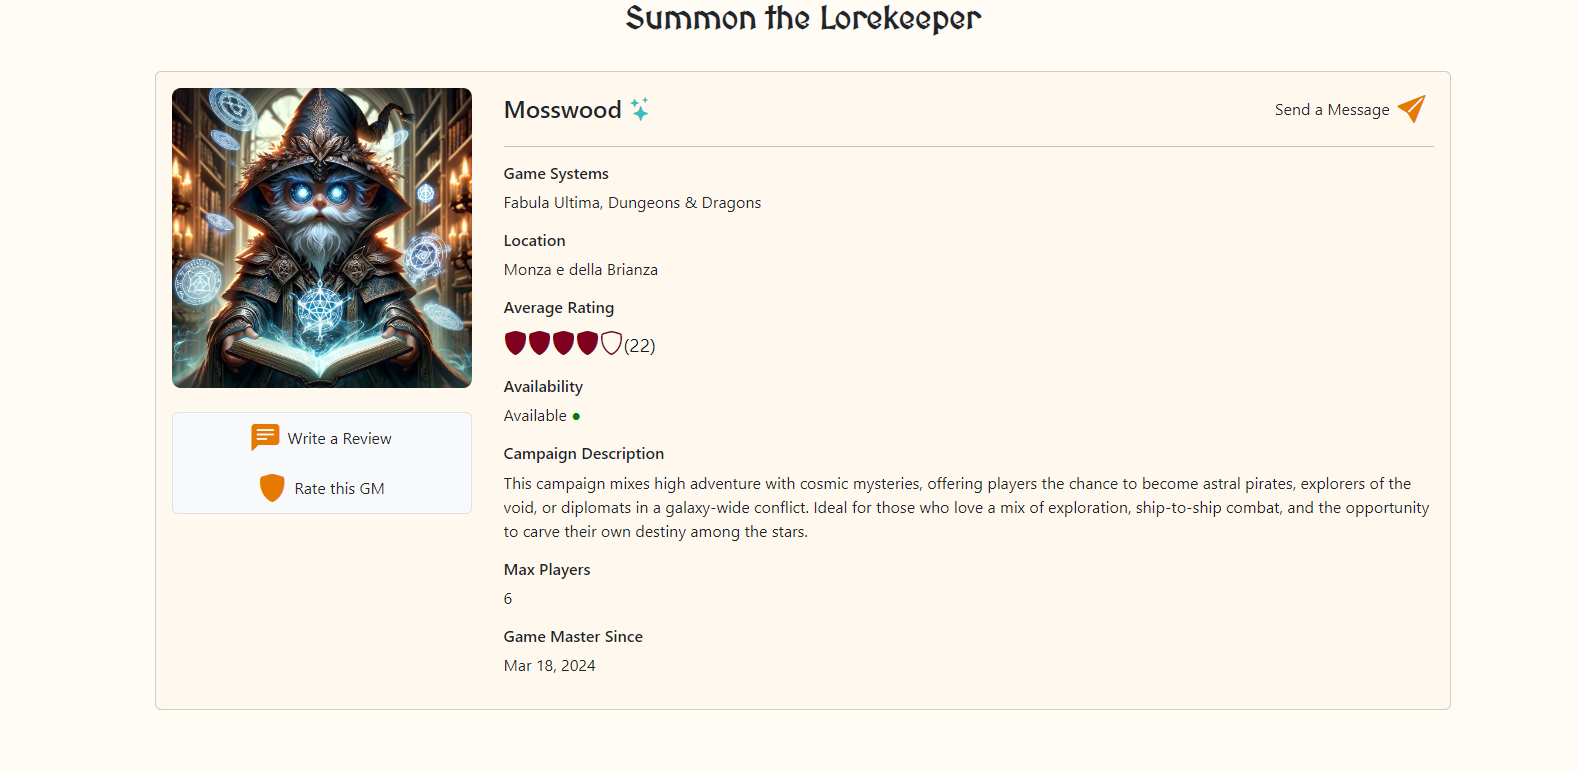 Summon the Lorekeeper
Mosswood
Send a Message
Game Systems
Fabula Ultima, Dungeons & Dragons
Location
Monza e della Brianza
Average Rating
(22)
Availability
Available
Campaign Description
This campaign mixes high adventure with cosmic mysteries, offering players the chance to become astral pirates, explorers of the
void, or diplomats in a galaxy-wide conflict. Ideal for those who love a mix of exploration, ship-to-ship combat, and the opportunity
to carve their own destiny among the stars.
Max Players
6
Game Master Since
Mar 18, 2024
Write a Review
Rate this GM